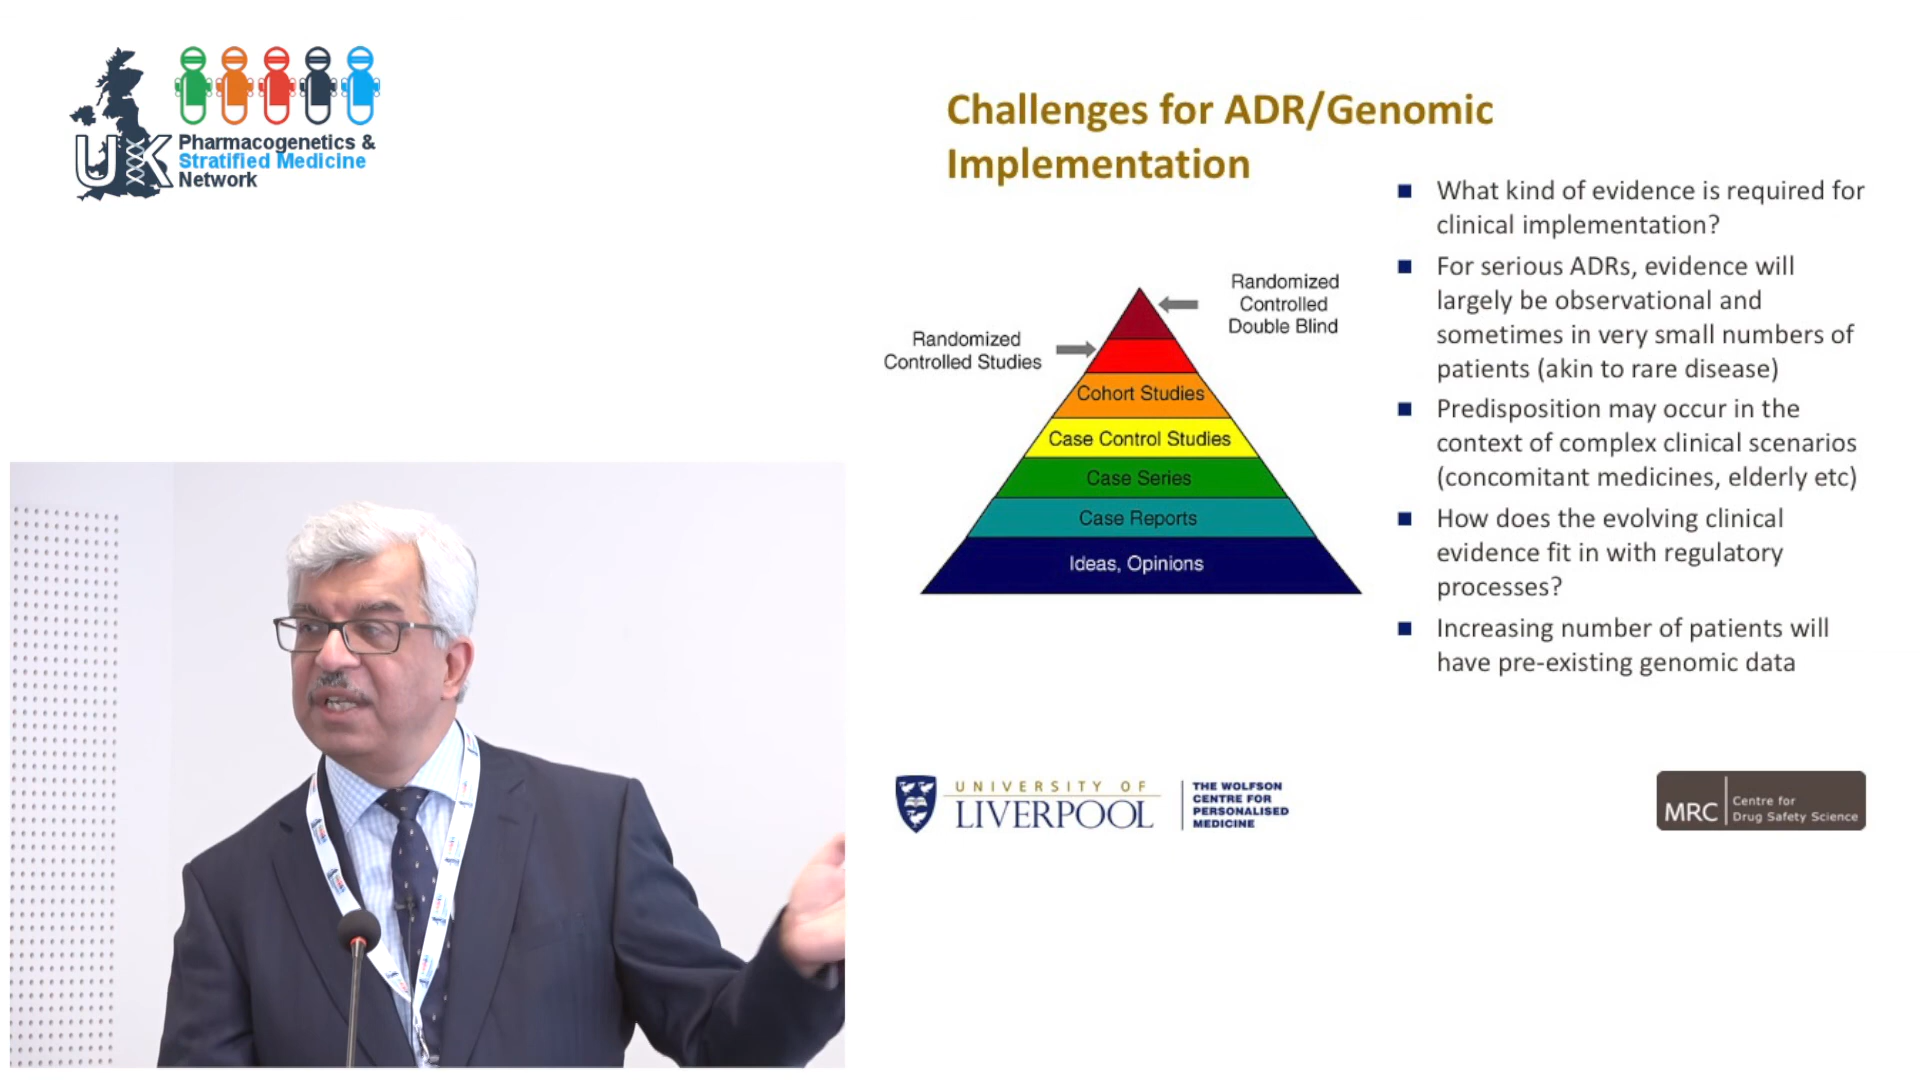 UK
Pharmacogenetics &
Stratified Medicine
Network
Challenges for ADR/Genomic
Implementation
Randomized
Controlled
Double Blind
Randomized
Controlled Studies
Cohort Studies
Case Control Studies
Case Series
Case Reports
Ideas, Opinions
■ What kind of evidence is required for
clinical implementation?
■ For serious ADRs, evidence will
largely be observational and
sometimes in very small numbers of
patients (akin to rare disease)
■ Predisposition may occur in the
context of complex clinical scenarios
(concomitant medicines, elderly etc)
■ How does the evolving clinical
evidence fit in with regulatory
processes?
■ Increasing number of patients will
have pre-existing genomic data
UNIVERSITY OF
LIVERPOOL
THE WOLFSON
CENTRE FOR
PERSONALISED
MEDICINE
MRC
Centre for
Drug Safety Science